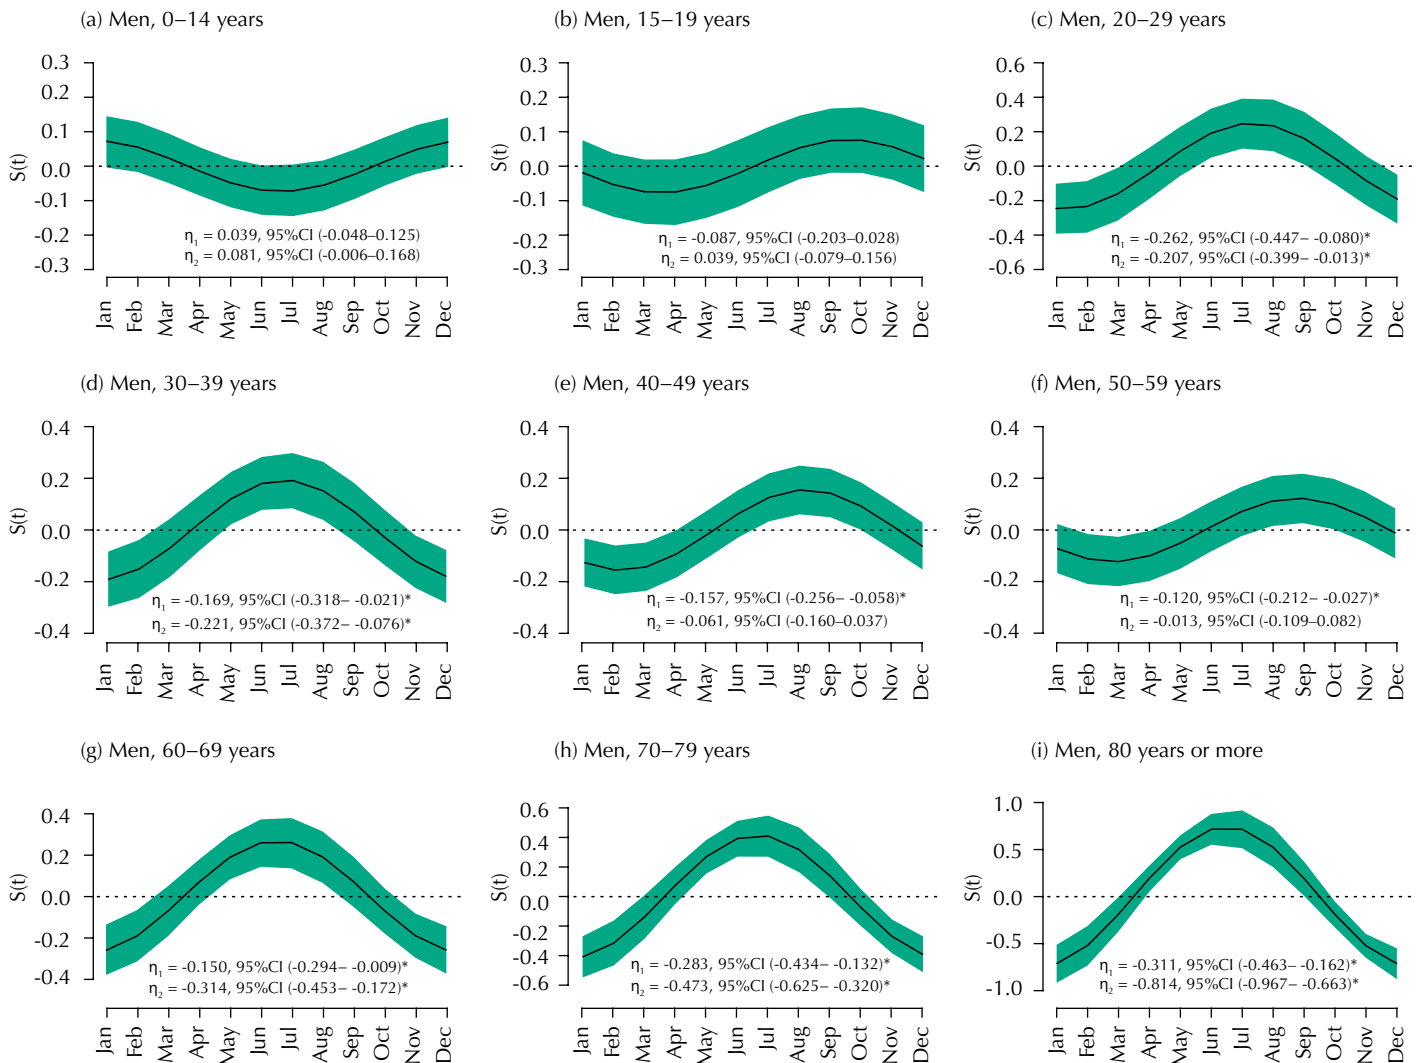 (a) Men, 0–14 years
0.3
0.2
0.1
0.0
-0.1
-0.2
-0.3
S(t)
η1 = 0.039, 95%CI (-0.048–0.125)
η2 = 0.081, 95%CI (-0.006–0.168)
Jan Feb Mar Apr May Jun Jul Aug Sep Oct Nov Dec
(b) Men, 15–19 years
0.3
0.2
0.1
0.0
-0.1
-0.2
-0.3
S(t)
η1 = -0.087, 95%CI (-0.203–0.028)
η2 = 0.039, 95%CI (-0.079–0.156)
Jan Feb Mar Apr May Jun Jul Aug Sep Oct Nov Dec
(c) Men, 20–29 years
0.6
0.4
0.2
0.0
-0.2
-0.4
-0.6
S(t)
η1 = -0.262, 95%CI (-0.447– -0.080)*
η2 = -0.207, 95%CI (-0.399– -0.013)*
Jan Feb Mar Apr May Jun Jul Aug Sep Oct Nov Dec
(d) Men, 30–39 years
0.4
0.2
0.0
-0.2
-0.4
S(t)
η1 = -0.169, 95%CI (-0.318– -0.021)*
η2 = -0.221, 95%CI (-0.372– -0.076)*
Jan Feb Mar Apr May Jun Jul Aug Sep Oct Nov Dec
(e) Men, 40–49 years
0.4
0.2
0.0
-0.2
-0.4
S(t)
η1 = -0.157, 95%CI (-0.256– -0.058)*
η2 = -0.061, 95%CI (-0.160–0.037)
Jan Feb Mar Apr May Jun Jul Aug Sep Oct Nov Dec
(f) Men, 50–59 years
0.4
0.2
0.0
-0.2
-0.4
S(t)
η1 = -0.120, 95%CI (-0.212– -0.027)*
η2 = -0.013, 95%CI (-0.109–0.082)
Jan Feb Mar Apr May Jun Jul Aug Sep Oct Nov Dec
(g) Men, 60–69 years
0.4
0.2
0.0
-0.2
-0.4
S(t)
η1 = -0.150, 95%CI (-0.294– -0.009)*
η2 = -0.314, 95%CI (-0.453– -0.172)*
Jan Feb Mar Apr May Jun Jul Aug Sep Oct Nov Dec
(h) Men, 70–79 years
0.6
0.4
0.2
0.0
-0.2
-0.4
-0.6
S(t)
η1 = -0.283, 95%CI (-0.434– -0.132)*
η2 = -0.473, 95%CI (-0.625– -0.320)*
Jan Feb Mar Apr May Jun Jul Aug Sep Oct Nov Dec
(i) Men, 80 years or more
1.0
0.5
0.0
-0.5
-1.0
S(t)
η1 = -0.311, 95%CI (-0.463– -0.162)*
η2 = -0.814, 95%CI (-0.967– -0.663)*
Jan Feb Mar Apr May Jun Jul Aug Sep Oct Nov Dec